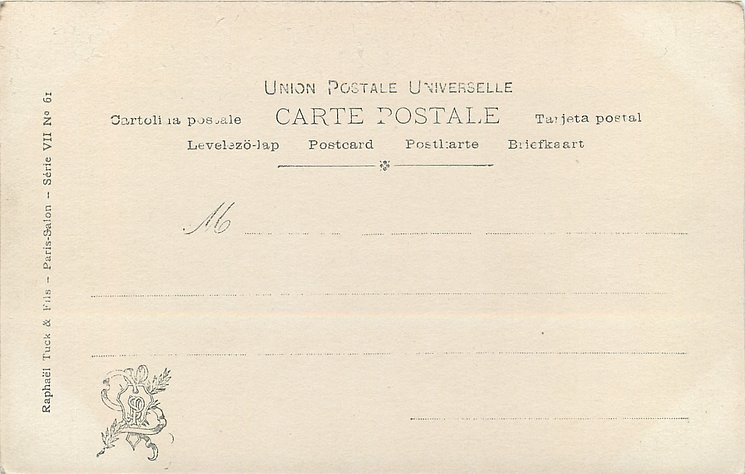 UNION POSTALE UNIVERSELLE
CARTE POSTALE
Cartolina postale
Tarjeta postal
Levelezö-lap Postcard Postkarte Briefkaart
M
Raphaël Tuck & Fils – Paris-Salon – Série VII Nº 61